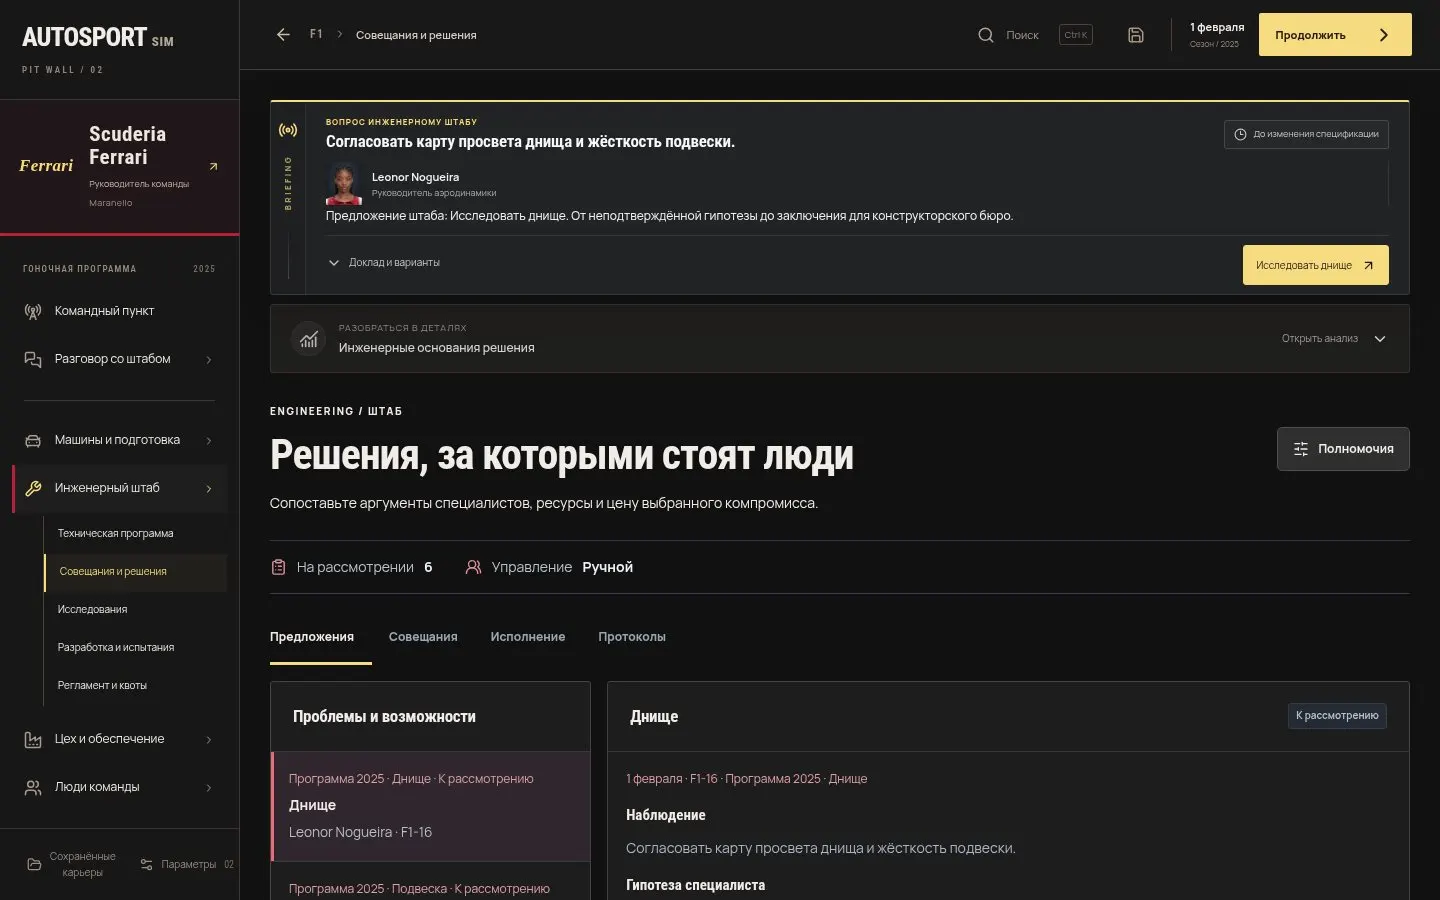 AUTOSPORT SIM
PIT WALL / 02
Ferrari
Scuderia
Ferrari
Руководитель команды
Maranello
ГОНОЧНАЯ ПРОГРАММА 2025
Командный пункт
Разговор со штабом
Машины и подготовка
Инженерный штаб
Техническая программа
Совещания и решения
Исследования
Разработка и испытания
Регламент и квоты
Цех и обеспечение
Люди команды
Сохранённые
карьеры
Параметры 02
F1 Совещания и решения
Поиск Ctrl K
1 февраля
Сезон / 2025
Продолжить
BRIEFING
ВОПРОС ИНЖЕНЕРНОМУ ШТАБУ
Согласовать карту просвета днища и жёсткость подвески.
До изменения спецификации
Leonor Nogueira
Руководитель аэродинамики
Предложение штаба: Исследовать днище. От неподтверждённой гипотезы до заключения для конструкторского бюро.
Доклад и варианты
Исследовать днище
РАЗОБРАТЬСЯ В ДЕТАЛЯХ
Инженерные основания решения
Открыть анализ
ENGINEERING / ШТАБ
Решения, за которыми стоят люди
Полномочия
Сопоставьте аргументы специалистов, ресурсы и цену выбранного компромисса.
На рассмотрении 6 Управление Ручной
Предложения Совещания Исполнение Протоколы
Проблемы и возможности
Программа 2025 · Днище · К рассмотрению
Днище
Leonor Nogueira · F1-16
Программа 2025 · Подвеска · К рассмотрению
Днище
К рассмотрению
1 февраля · F1-16 · Программа 2025 · Днище
Наблюдение
Согласовать карту просвета днища и жёсткость подвески.
Гипотеза специалиста